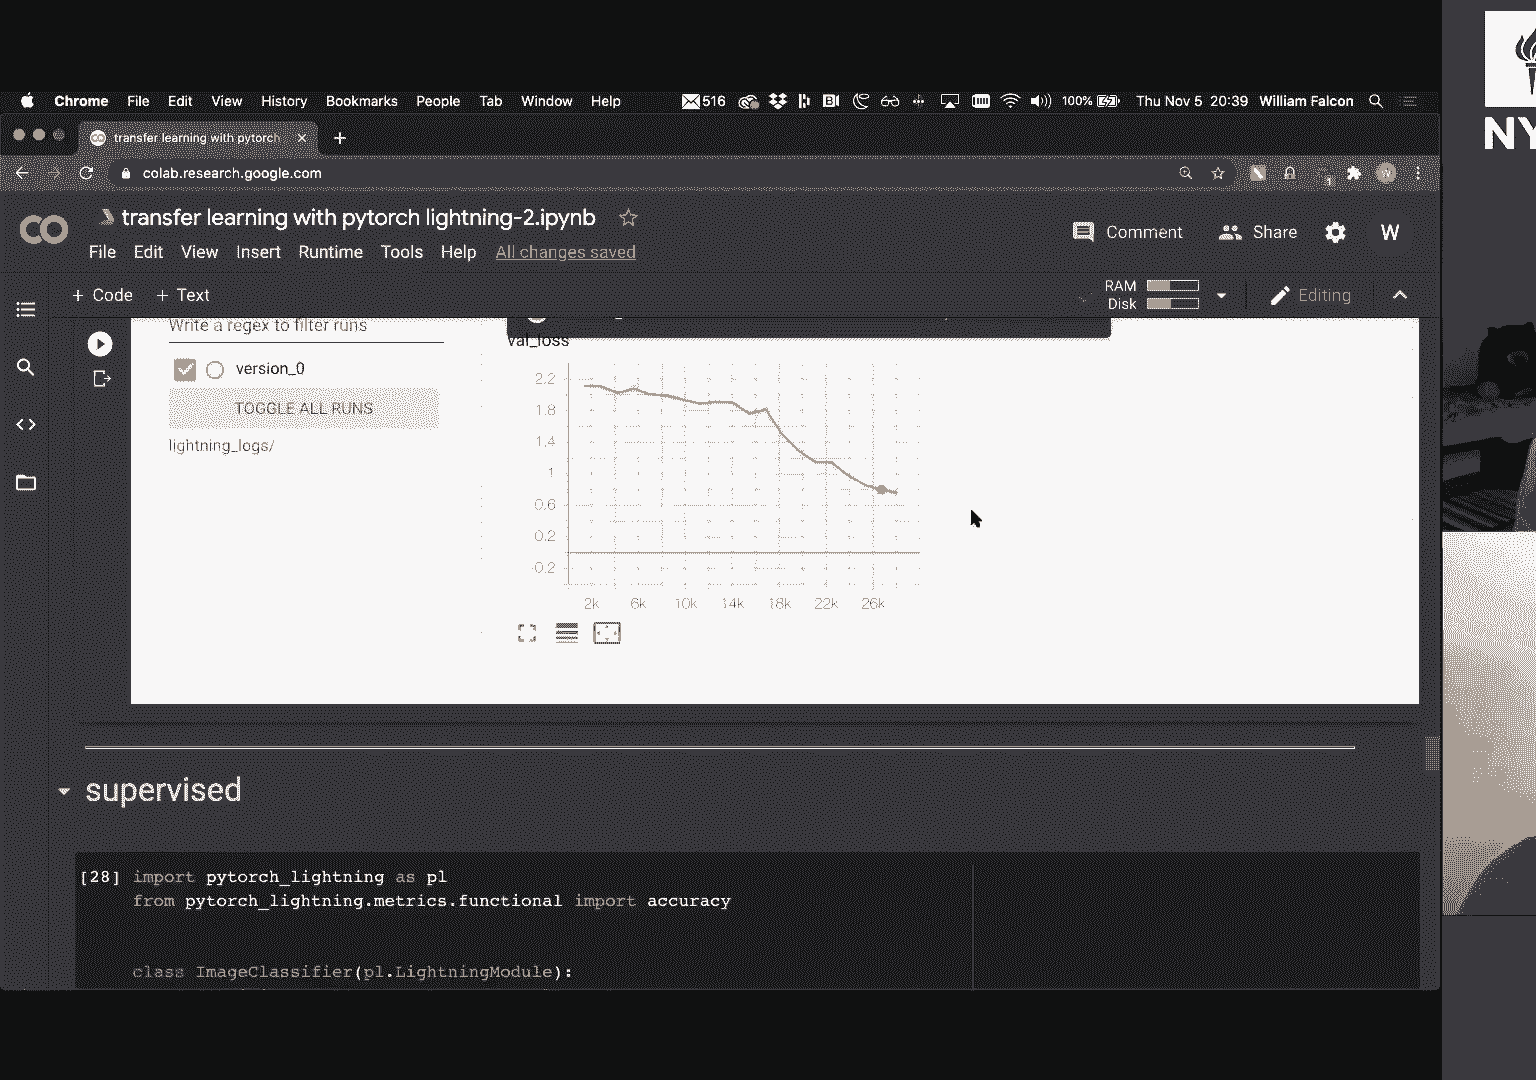 Chrome File Edit View History Bookmarks People Tab Window Help 516 100% Thu Nov 5 20:39 William Falcon
NY
transfer learning with pytorch
colab.research.google.com
transfer learning with pytorch lightning-2.ipynb
Comment Share W
File Edit View Insert Runtime Tools Help All changes saved
+ Code + Text RAM Disk Editing
Write a regex to filter runs
val_loss
version_0
TOGGLE ALL RUNS
lightning_logs/
2.2
1.8
1.4
1
0.6
0.2
-0.2
2k 6k 10k 14k 18k 22k 26k
supervised
[28] import pytorch_lightning as pl
from pytorch_lightning.metrics.functional import accuracy
class ImageClassifier(pl.LightningModule):